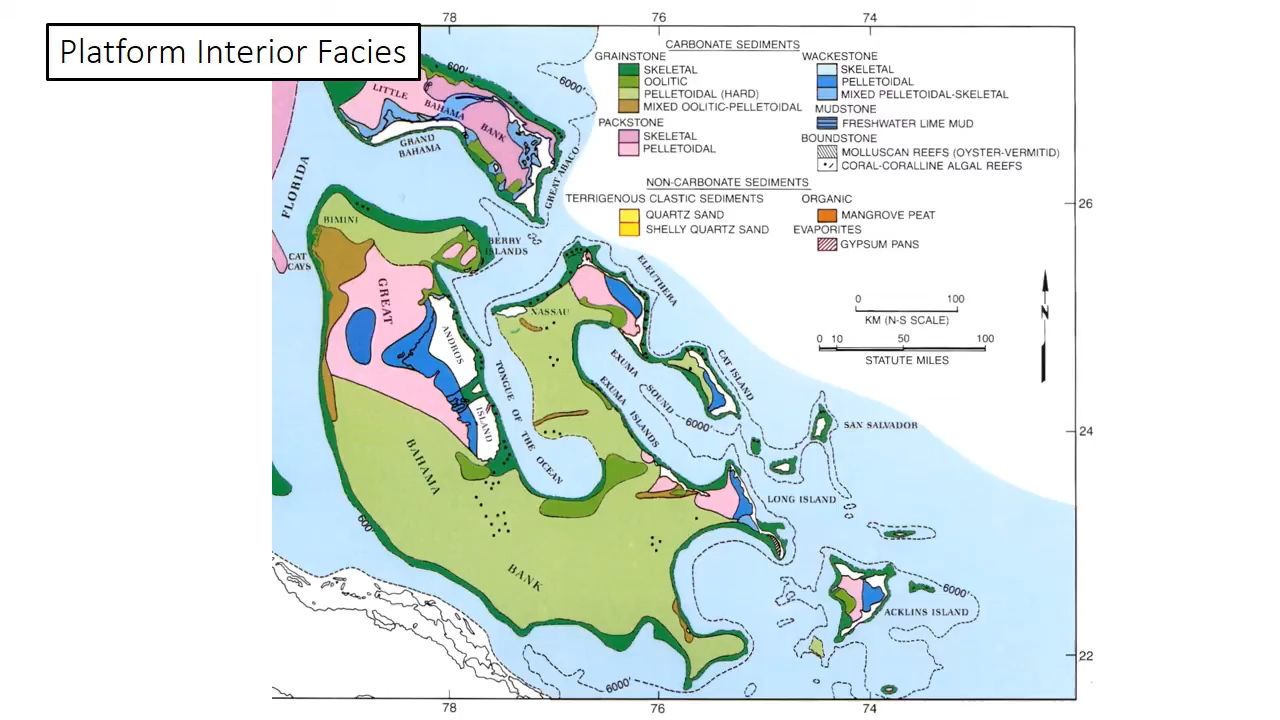 Platform Interior Facies
78
76
74
CARBONATE SEDIMENTS
GRAINSTONE
SKELETAL
OOLITIC
PELLETOIDAL (HARD)
MIXED OOLITIC-PELLETOIDAL
PACKSTONE
SKELETAL
PELLETOIDAL
WACKESTONE
SKELETAL
PELLETOIDAL
MIXED PELLETOIDAL-SKELETAL
MUDSTONE
FRESHWATER LIME MUD
BOUNDSTONE
MOLLUSCAN REEFS (OYSTER-VERMITID)
CORAL-CORALLINE ALGAL REEFS
NON-CARBONATE SEDIMENTS
TERRIGENOUS CLASTIC SEDIMENTS
QUARTZ SAND
SHELLY QUARTZ SAND
ORGANIC
MANGROVE PEAT
EVAPORITES
GYPSUM PANS
0 100
KM (N-S SCALE)
0 10 50 100
STATUTE MILES
N
600'
6000'
LITTLE
BAHAMA
BANK
GRAND
BAHAMA
GREAT ABACO
FLORIDA
26
BIMINI
BERRY
ISLANDS
CAT
CAYS
GREAT
ELEUTHERA
NASSAU
ANDROS
ISLAND
TONGUE OF THE OCEAN
EXUMA SOUND
EXUMA ISLANDS
6000'
CAT ISLAND
SAN SALVADOR
24
BAHAMA
LONG ISLAND
600'
BANK
6000'
ACKLINS ISLAND
22
6000'
78
76
74